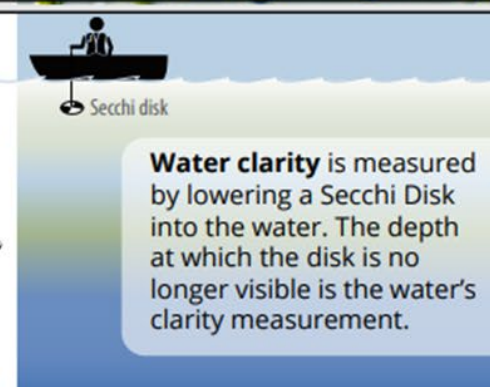 Secchi disk
Water clarity is measured
by lowering a Secchi Disk
into the water. The depth
at which the disk is no
longer visible is the water's
clarity measurement.